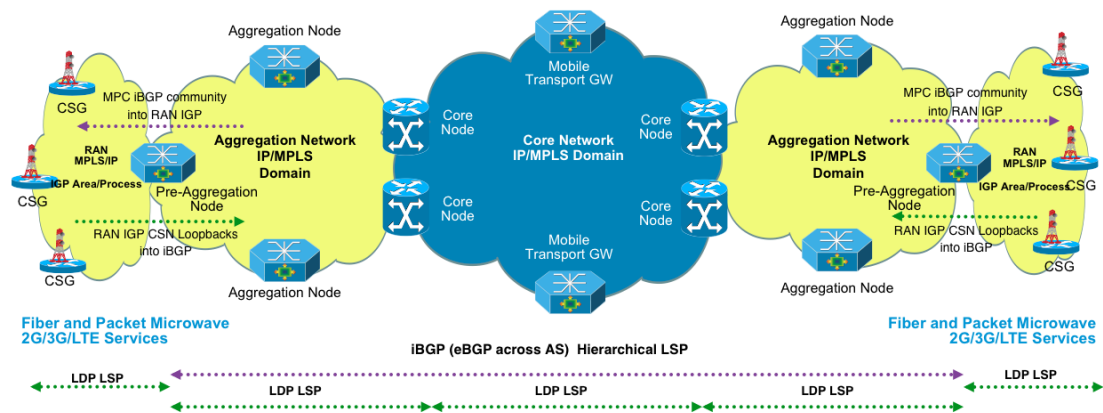 Aggregation Node
Mobile
Transport GW
Aggregation Node
CSG
MPC iBGP community
into RAN IGP
Core
Node
Core
Node
MPC iBGP community
into RAN IGP
CSG
RAN
MPLS/IP
IGP Area/Process
Aggregation Network
IP/MPLS
Domain
Core Network
IP/MPLS Domain
Aggregation Network
IP/MPLS
Domain
RAN
MPLS/IP
IGP Area/Process
CSG
Pre-Aggregation
Node
Core
Node
Core
Node
Pre-Aggregation
Node
CSG
RAN IGP CSN Loopbacks
into iBGP
Mobile
Transport GW
RAN IGP CSN Loopbacks
into iBGP
CSG
Aggregation Node
Aggregation Node
CSG
Fiber and Packet Microwave
2G/3G/LTE Services
Fiber and Packet Microwave
2G/3G/LTE Services
iBGP (eBGP across AS) Hierarchical LSP
LDP LSP
LDP LSP
LDP LSP
LDP LSP
LDP LSP